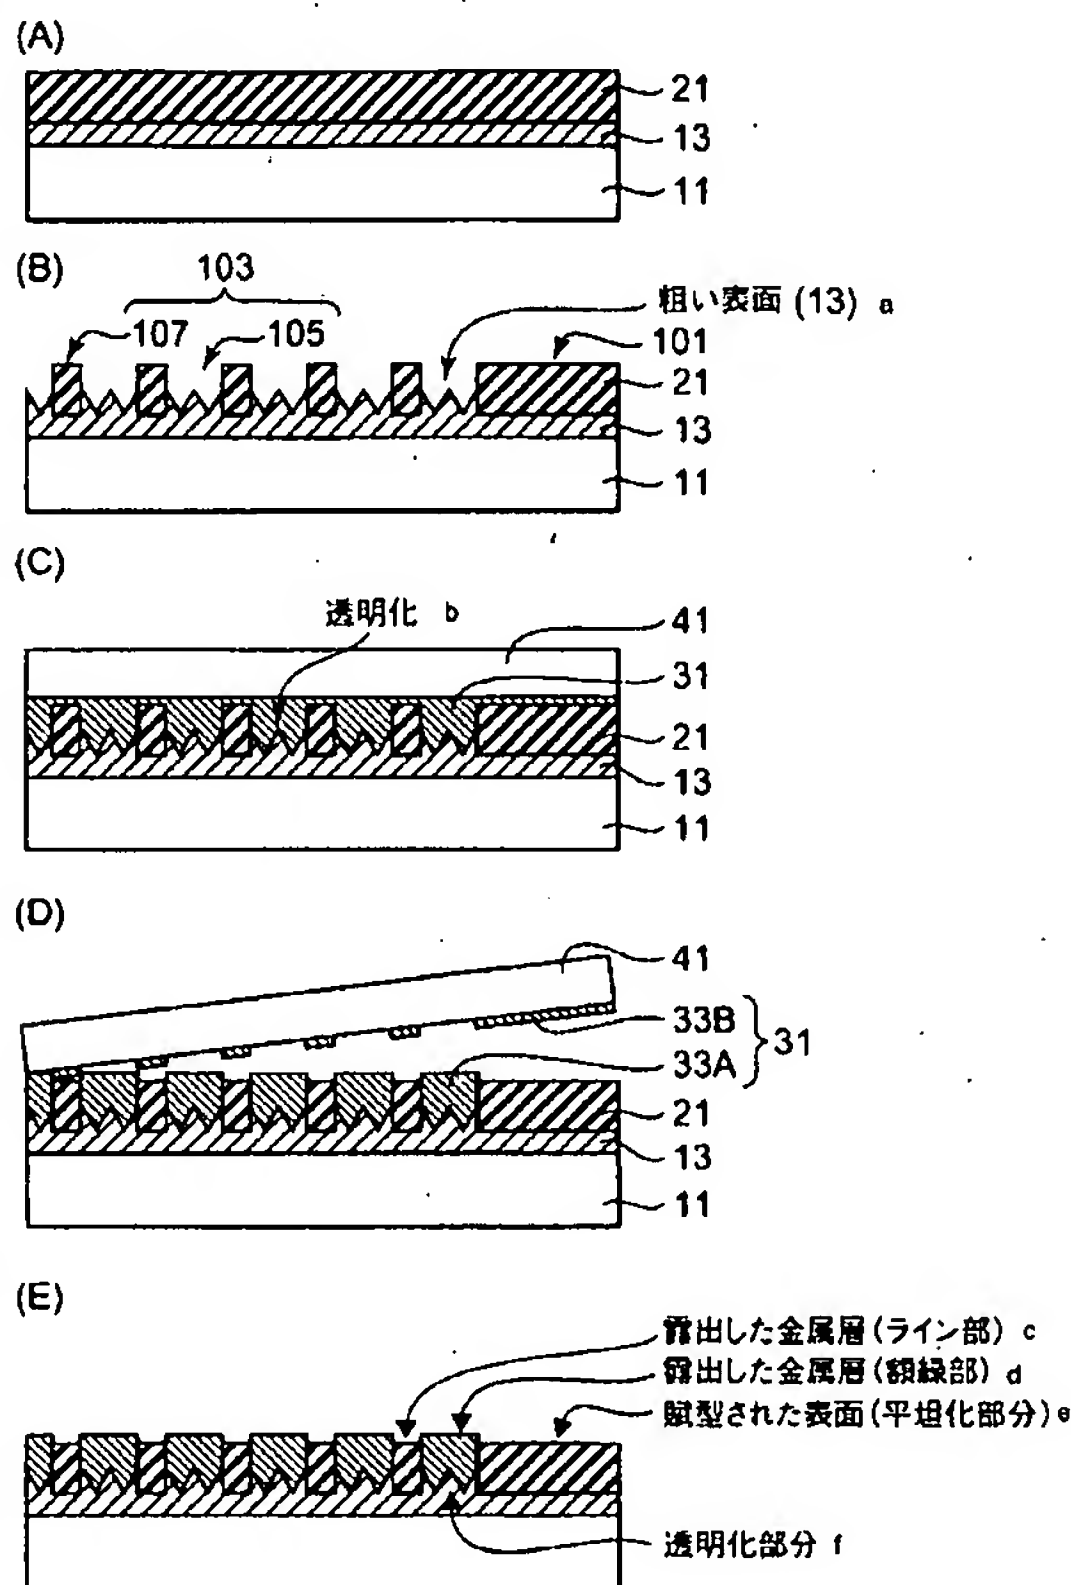 (A)
21
13
11
(B)
103
107
105
粗い表面 (13) a
101
21
13
11
(C)
透明化 b
41
31
21
13
11
(D)
41
33B
31
33A
21
13
11
(E)
露出した金属層(ライン部) c
露出した金属層(額縁部) d
賦型された表面(平坦化部分) e
透明化部分 f